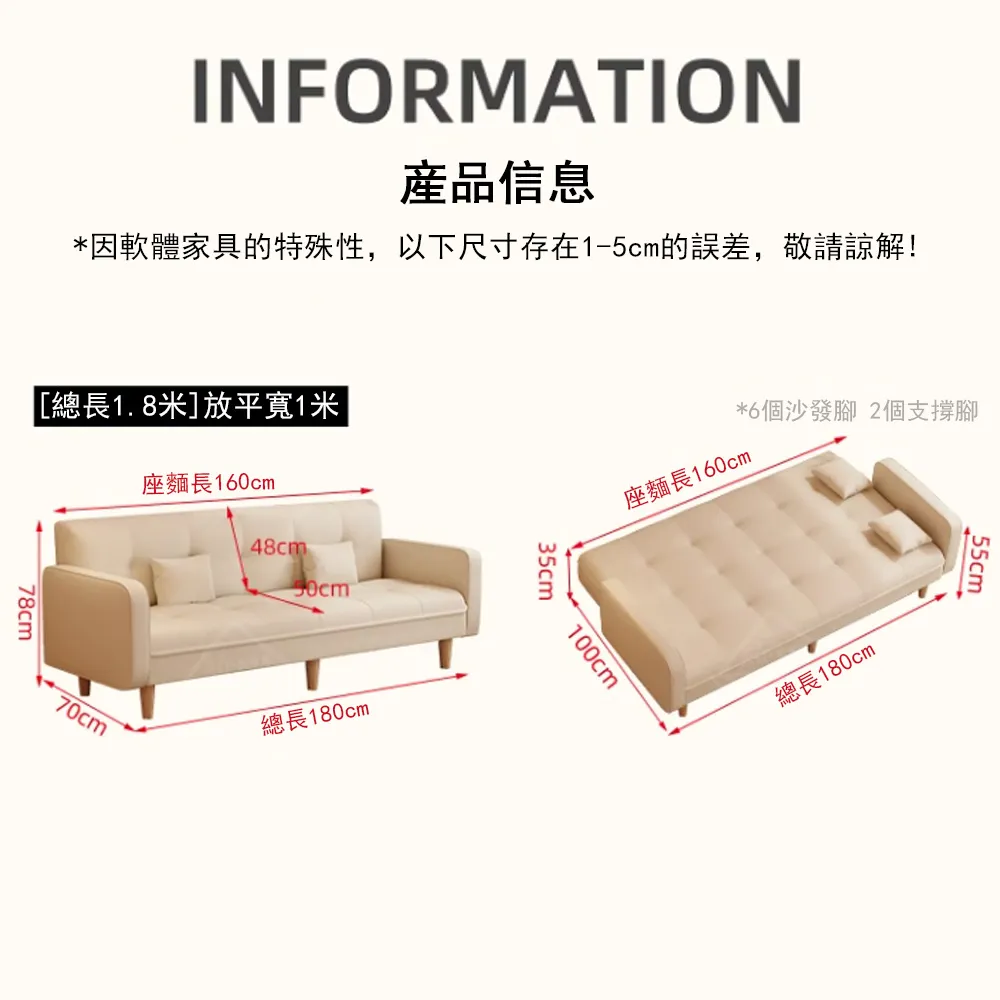 INFORMATION
産品信息
*因軟體家具的特殊性，以下尺寸存在1-5cm的誤差，敬請諒解！
[總長1.8米]放平寬1米
*6個沙發腳 2個支撐腳
座麵長160cm
48cm
50cm
78cm
70cm
總長180cm
座麵長160cm
35cm
55cm
100cm
總長180cm